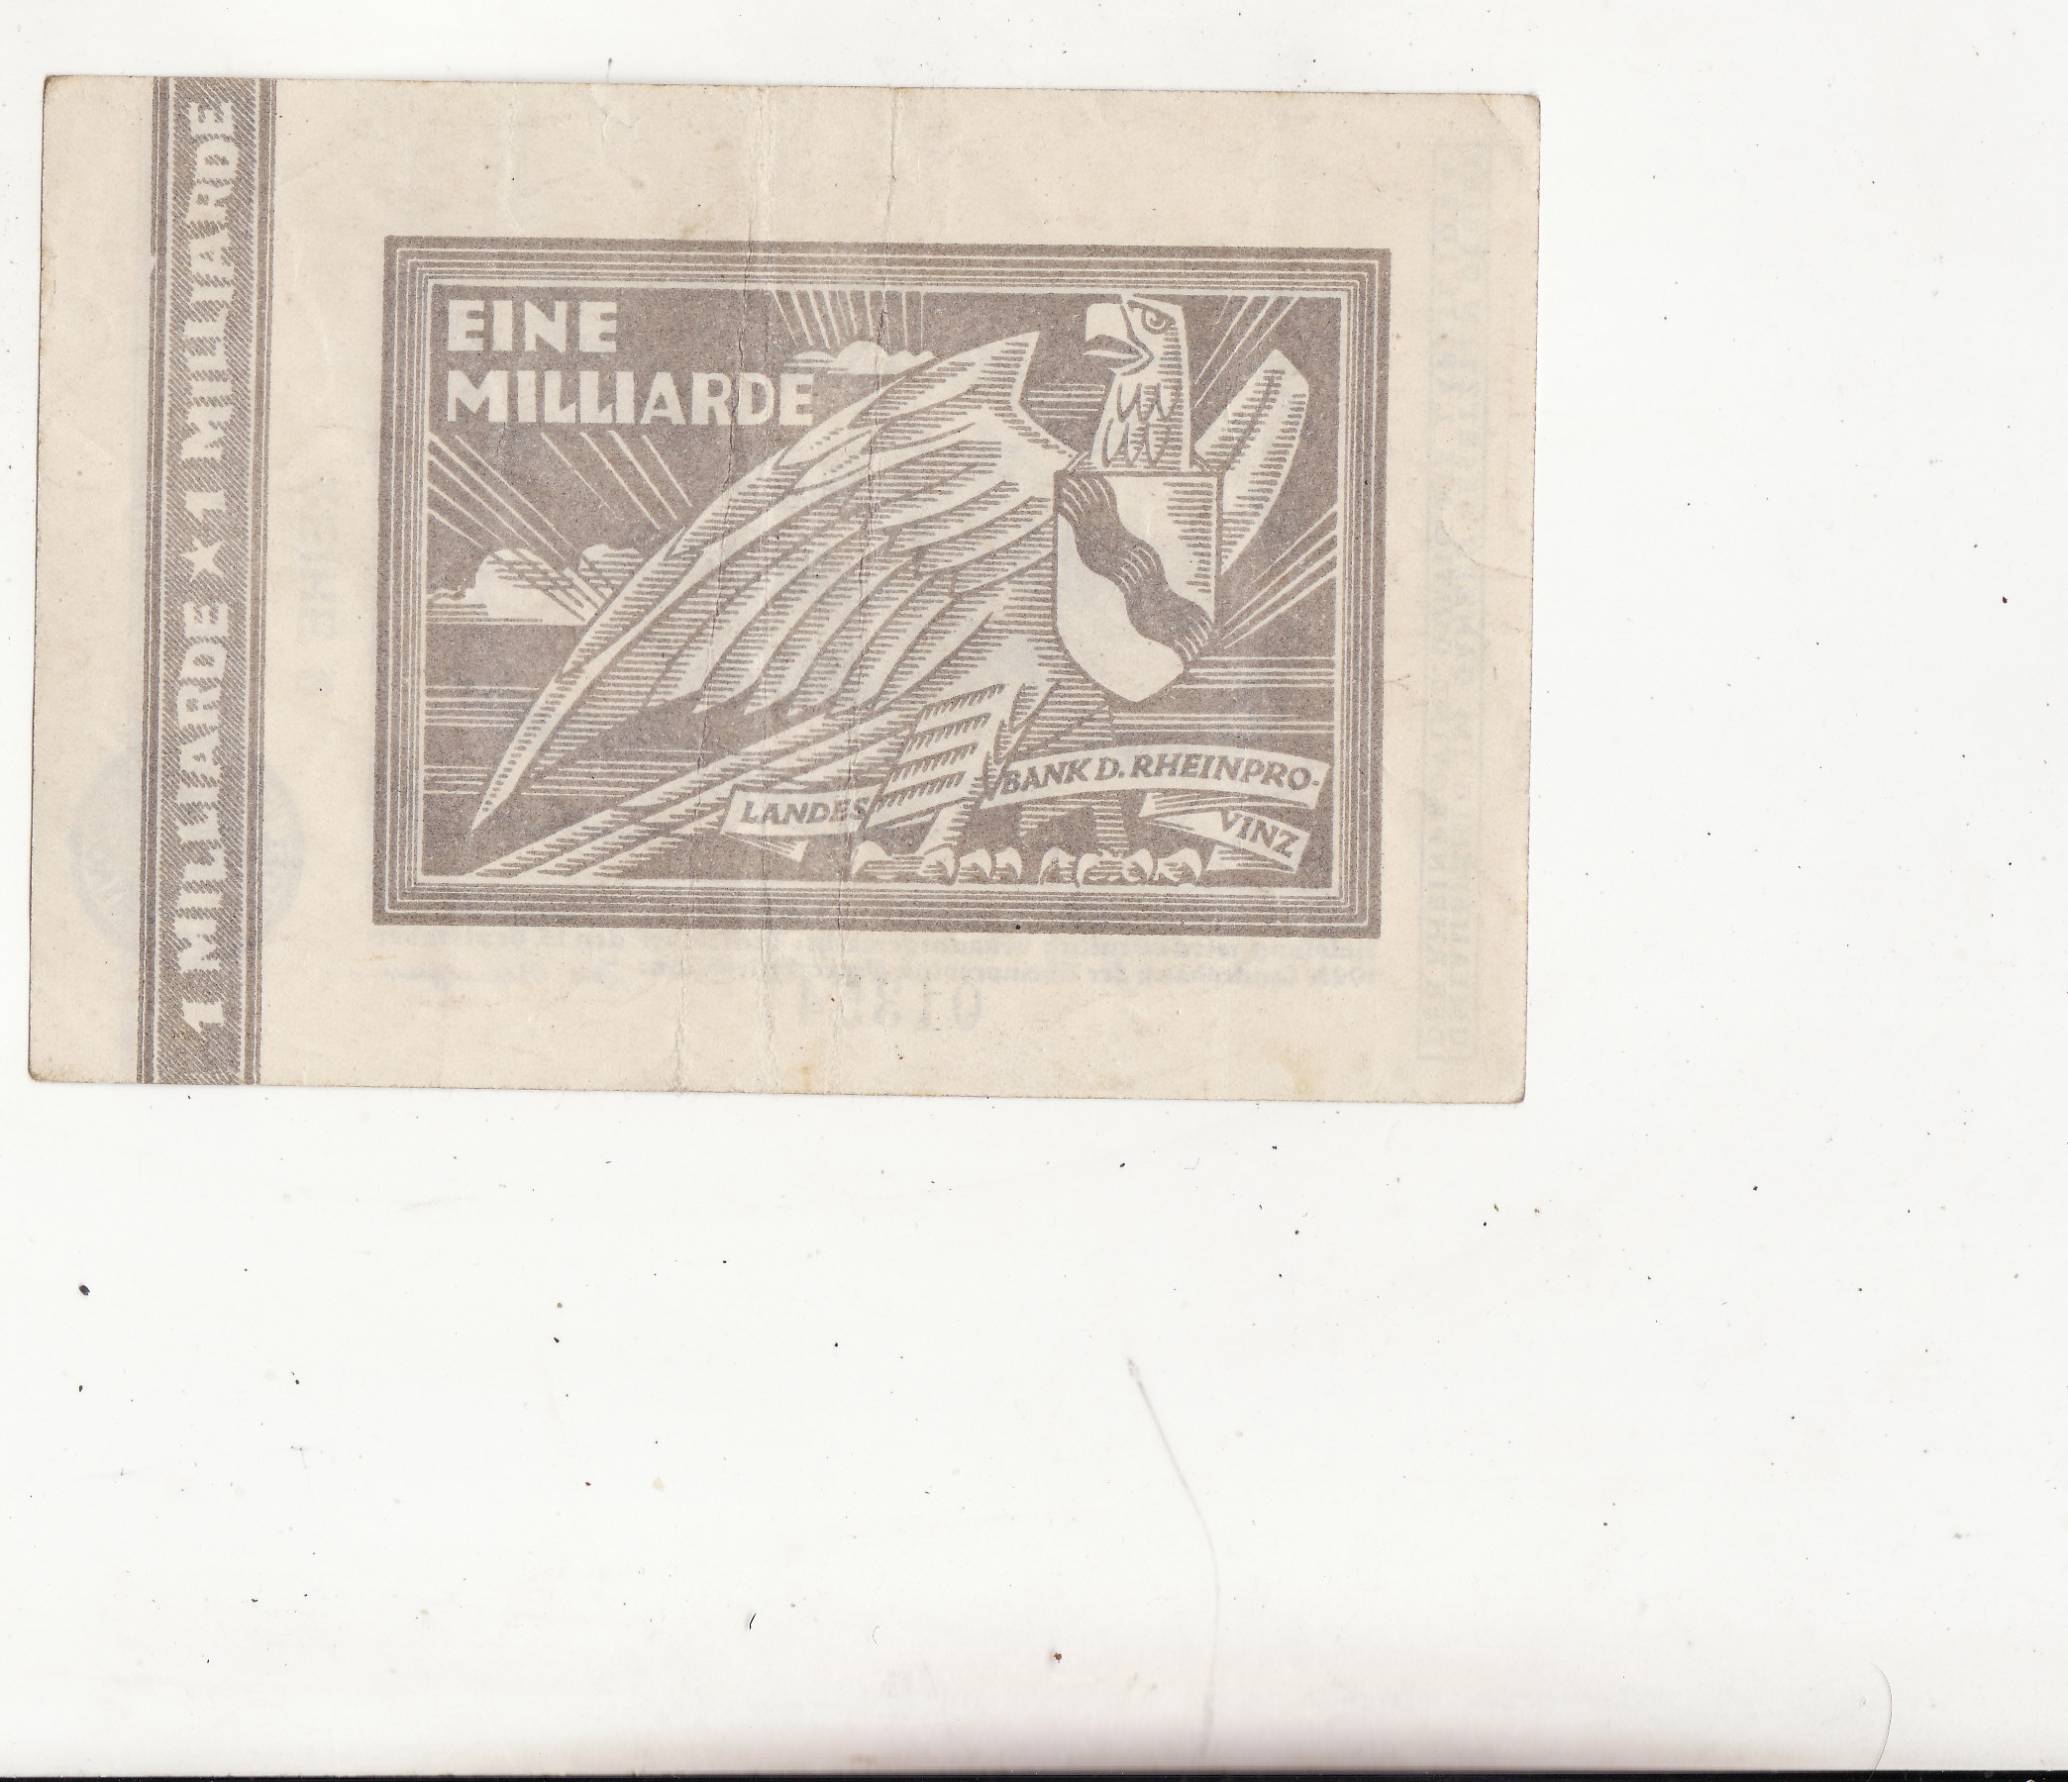 1 MILLIARDE ★ 1 MILLIARDE
EINE
MILLIARDE
LANDES
BANK D. RHEINPRO-
VINZ